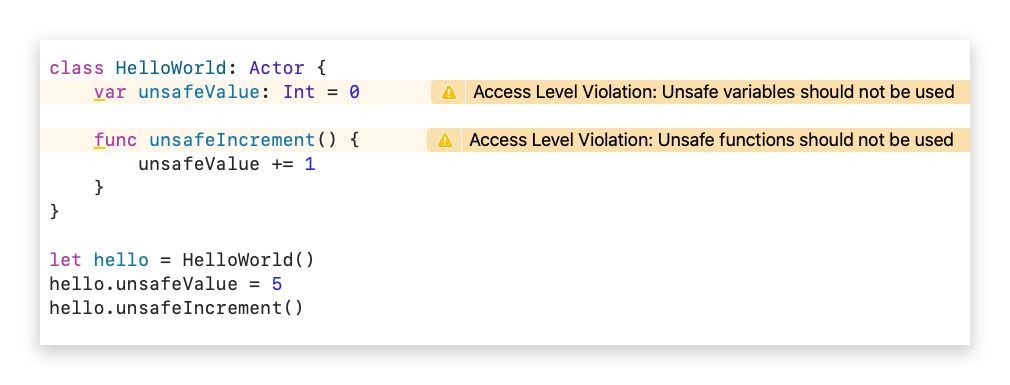 class HelloWorld: Actor {
var unsafeValue: Int = 0 Access Level Violation: Unsafe variables should not be used
func unsafeIncrement() { Access Level Violation: Unsafe functions should not be used
unsafeValue += 1
}
}
let hello = HelloWorld()
hello.unsafeValue = 5
hello.unsafeIncrement()